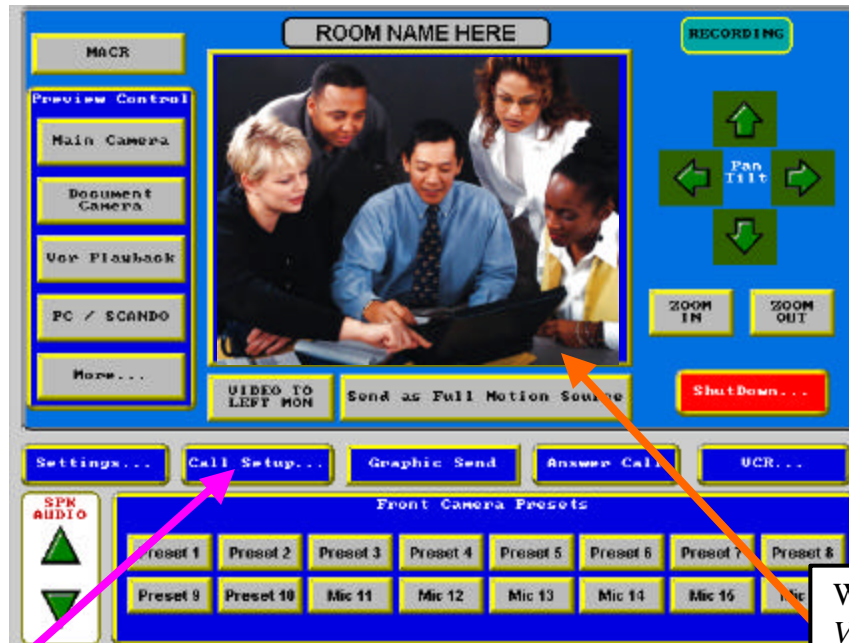 ROOM NAME HERE
RECORDING
MACR
Preview Control
Main Camera
Document
Camera
Vcr Playback
PC / SCANDO
More...
Pan
Tilt
ZOOM
IN
ZOOM
OUT
VIDEO TO
LEFT MON
Send as Full Motion Source
ShutDown...
Settings...
Call Setup...
Graphic Send
Answer Call
VCR...
SPK
AUDIO
Front Camera Presets
Preset 1
Preset 2
Preset 3
Preset 4
Preset 5
Preset 6
Preset 7
Preset 8
Preset 9
Preset 10
Mic 11
Mic 12
Mic 13
Mic 14
Mic 15